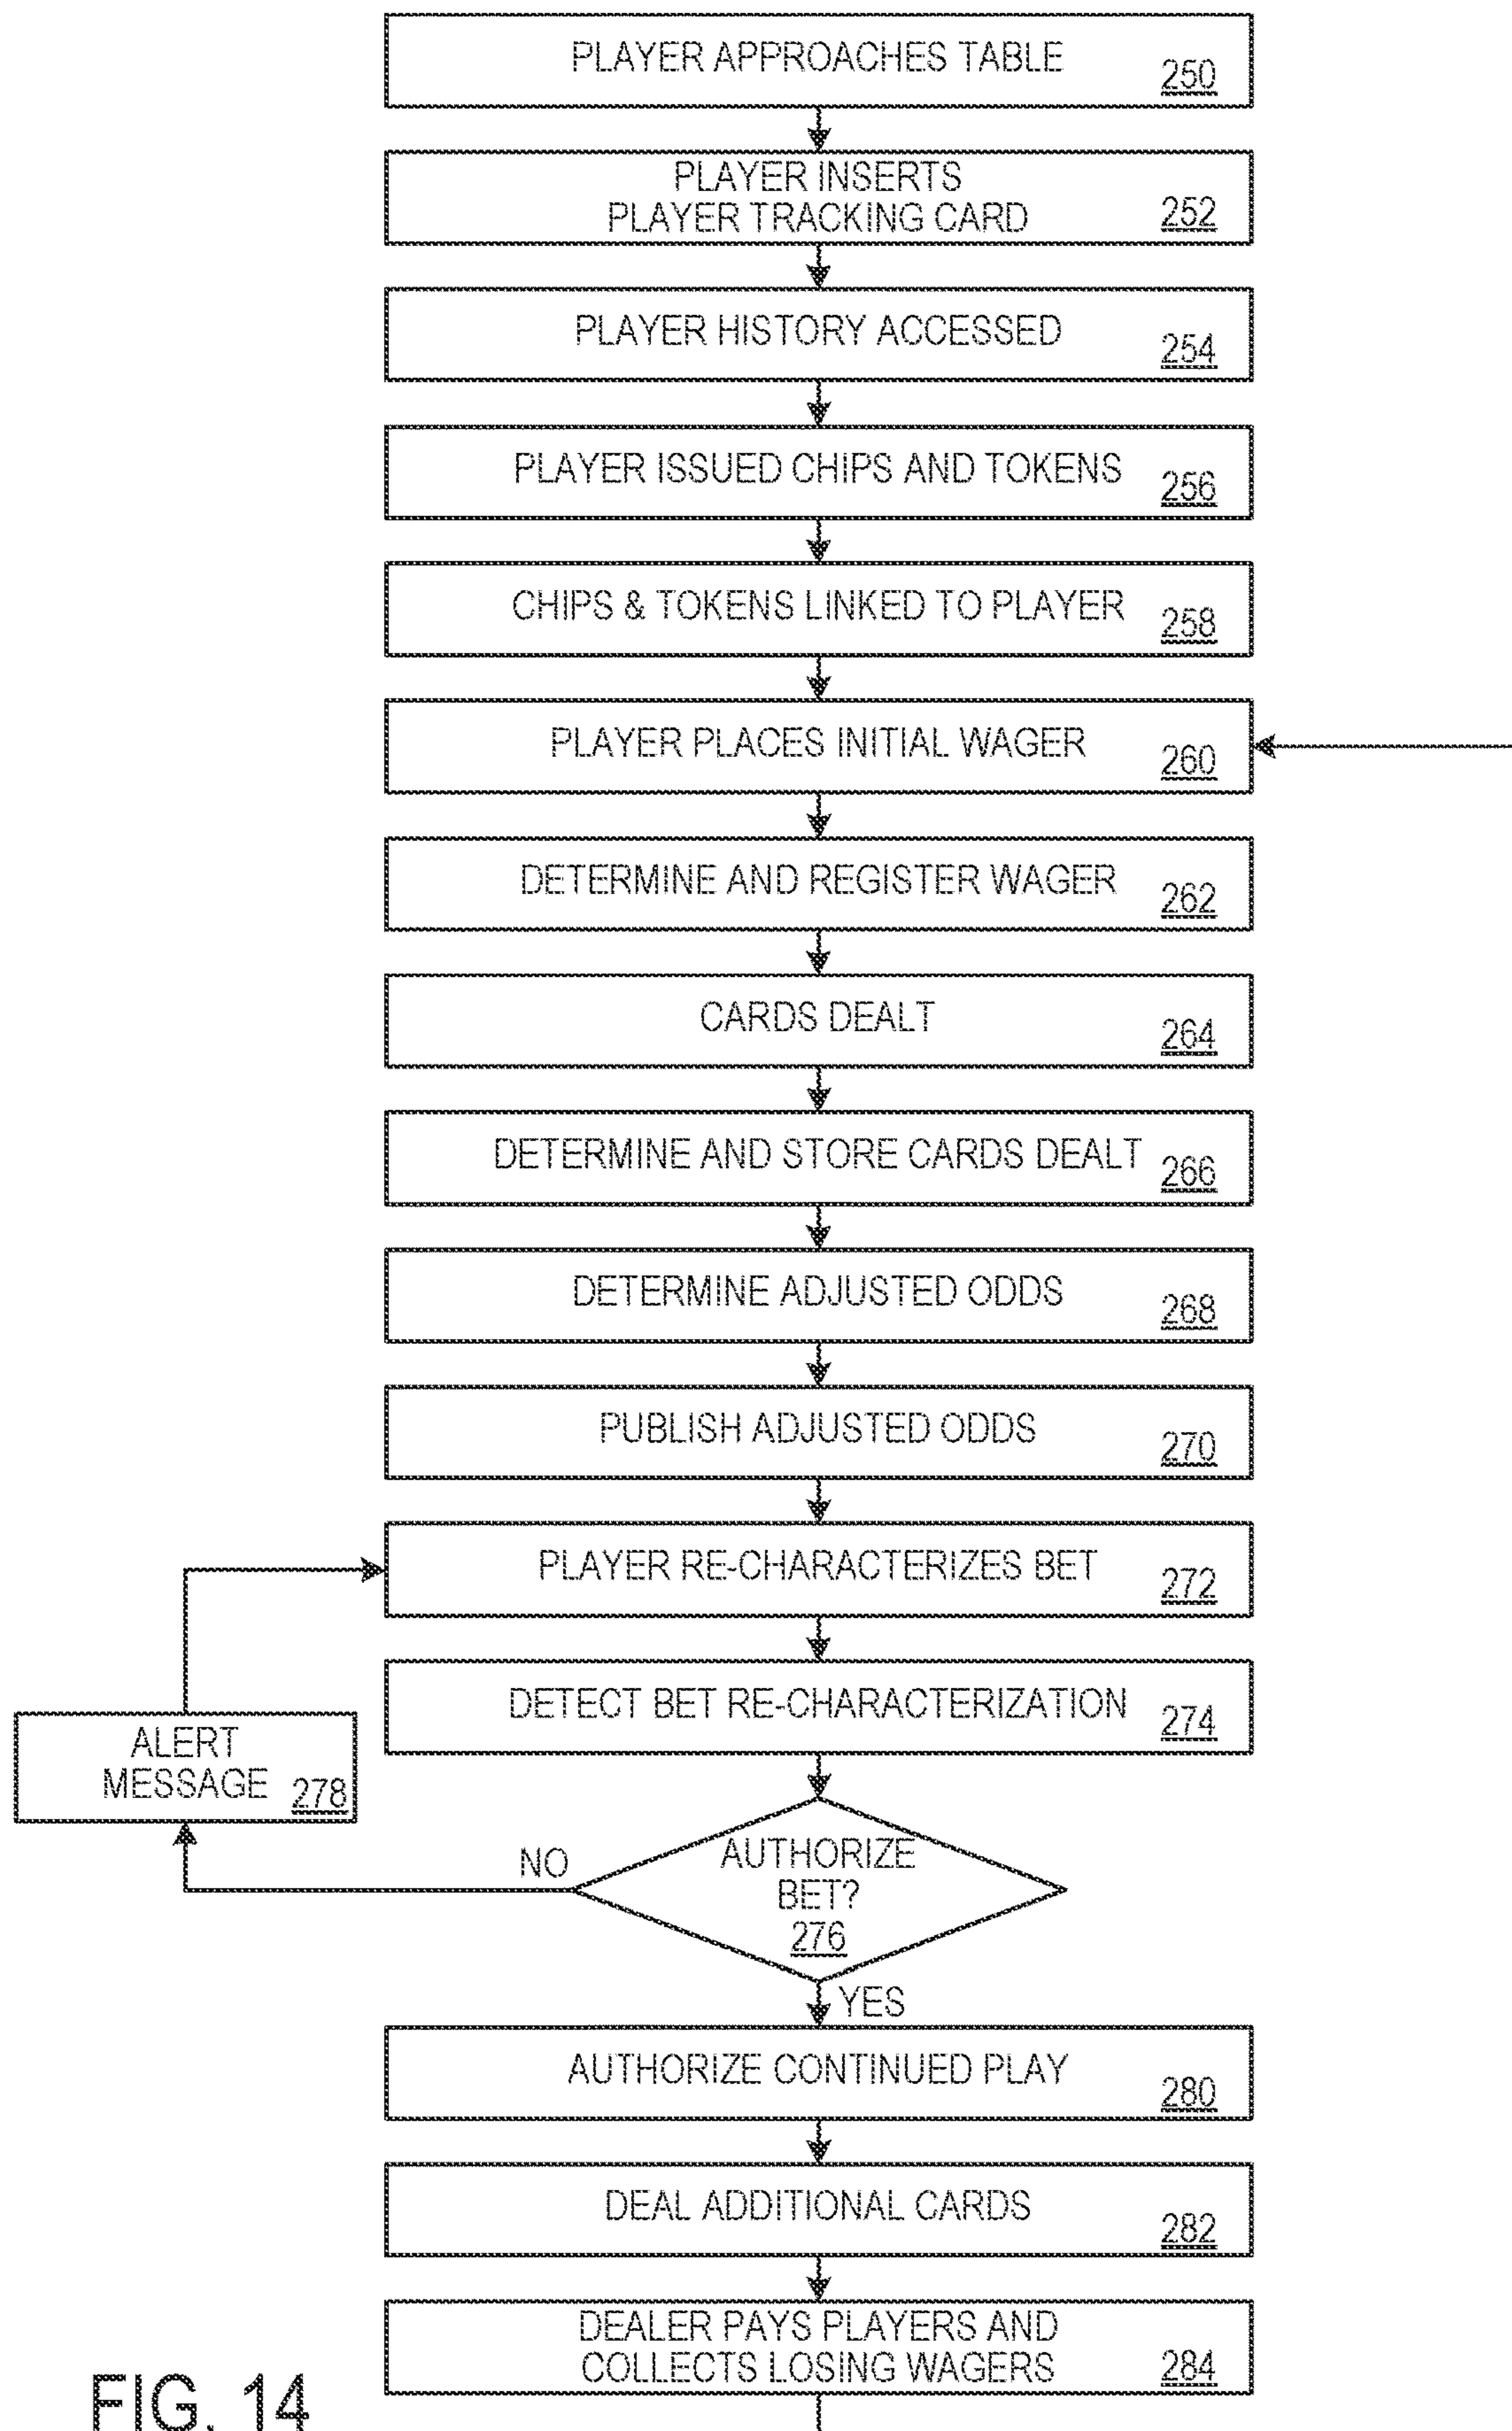 PLAYER APPROACHES TABLE
250
PLAYER INSERTS
PLAYER TRACKING CARD
252
PLAYER HISTORY ACCESSED
254
PLAYER ISSUED CHIPS AND TOKENS
256
CHIPS & TOKENS LINKED TO PLAYER
258
PLAYER PLACES INITIAL WAGER
260
DETERMINE AND REGISTER WAGER
262
CARDS DEALT
264
DETERMINE AND STORE CARDS DEALT
266
DETERMINE ADJUSTED ODDS
268
PUBLISH ADJUSTED ODDS
270
PLAYER RE-CHARACTERIZES BET
272
DETECT BET RE-CHARACTERIZATION
274
ALERT
MESSAGE
278
NO
AUTHORIZE
BET?
276
YES
AUTHORIZE CONTINUED PLAY
280
DEAL ADDITIONAL CARDS
282
DEALER PAYS PLAYERS AND
COLLECTS LOSING WAGERS
284
FIG. 14